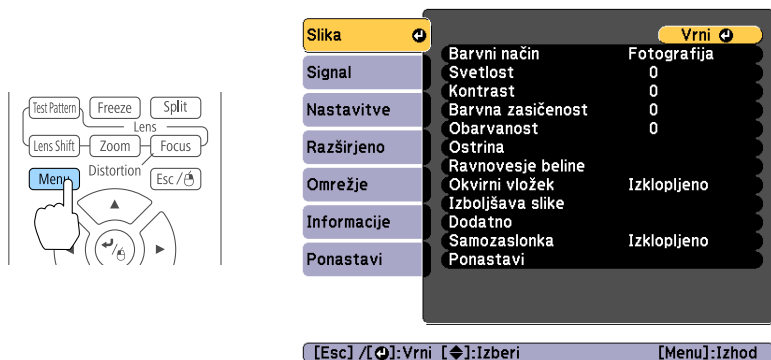 Test Pattern Freeze Split
Lens
Lens Shift Zoom Focus
Distortion
Menu Esc /
Slika
Signal
Nastavitve
Razširjeno
Omrežje
Informacije
Ponastavi
Vrni
Barvni način Fotografija
Svetlost 0
Kontrast 0
Barvna zasičenost 0
Obarvanost 0
Ostrina
Ravnovesje beline
Okvirni vložek Izklopljeno
Izboljšava slike
Dodatno
Samozaslonka Izklopljeno
Ponastavi
[Esc] /[ ]:Vrni [ ]:Izberi [Menu]:Izhod